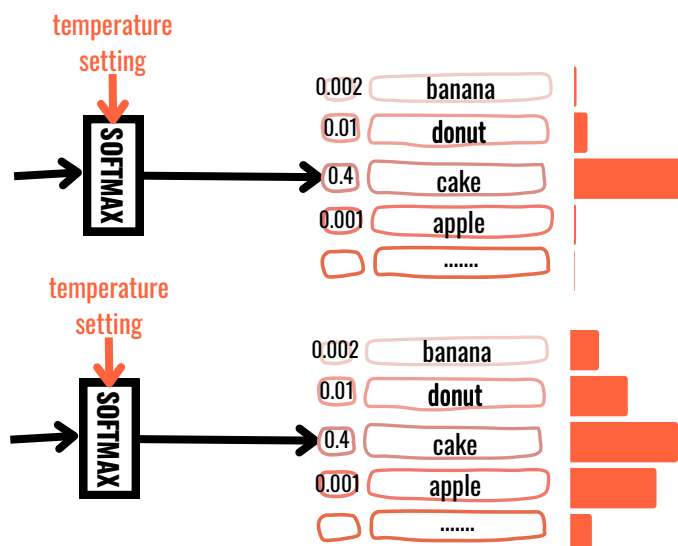 temperature
setting
SOFTMAX
0.002 banana
0.01 donut
0.4 cake
0.001 apple
.......
temperature
setting
SOFTMAX
0.002 banana
0.01 donut
0.4 cake
0.001 apple
.......